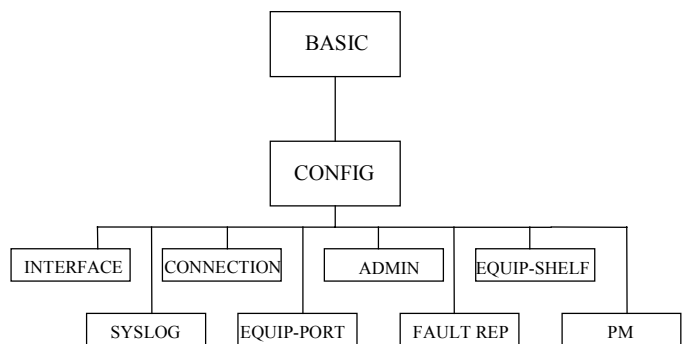 BASIC
CONFIG
INTERFACE
CONNECTION
ADMIN
EQUIP-SHELF
SYSLOG
EQUIP-PORT
FAULT REP
PM